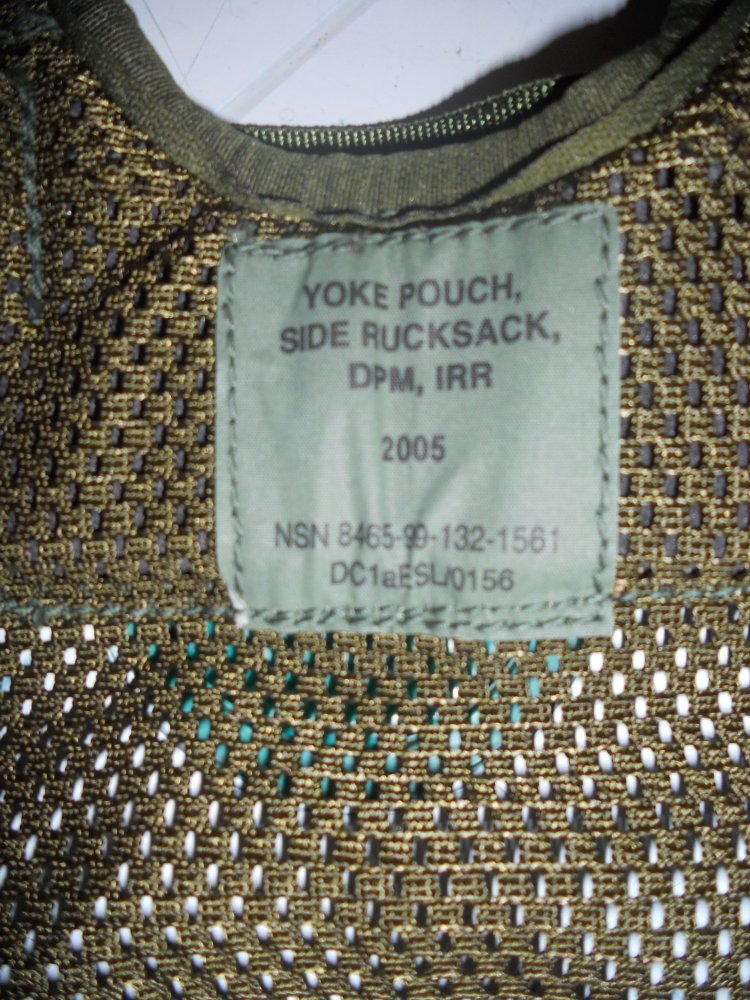 YOKE POUCH,
SIDE RUCKSACK,
DPM, IRR
2005
NSN 8465-99-132-1561
DC1aESL/0156